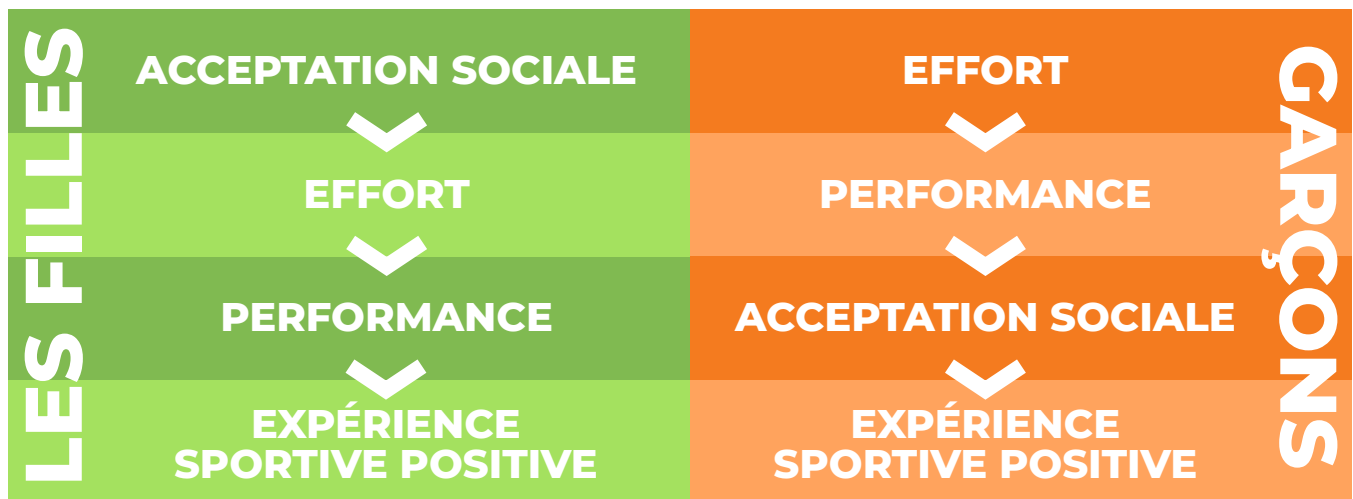 LES FILLES
ACCEPTATION SOCIALE
EFFORT
PERFORMANCE
EXPÉRIENCE
SPORTIVE POSITIVE
GARÇONS
EFFORT
PERFORMANCE
ACCEPTATION SOCIALE
EXPÉRIENCE
SPORTIVE POSITIVE